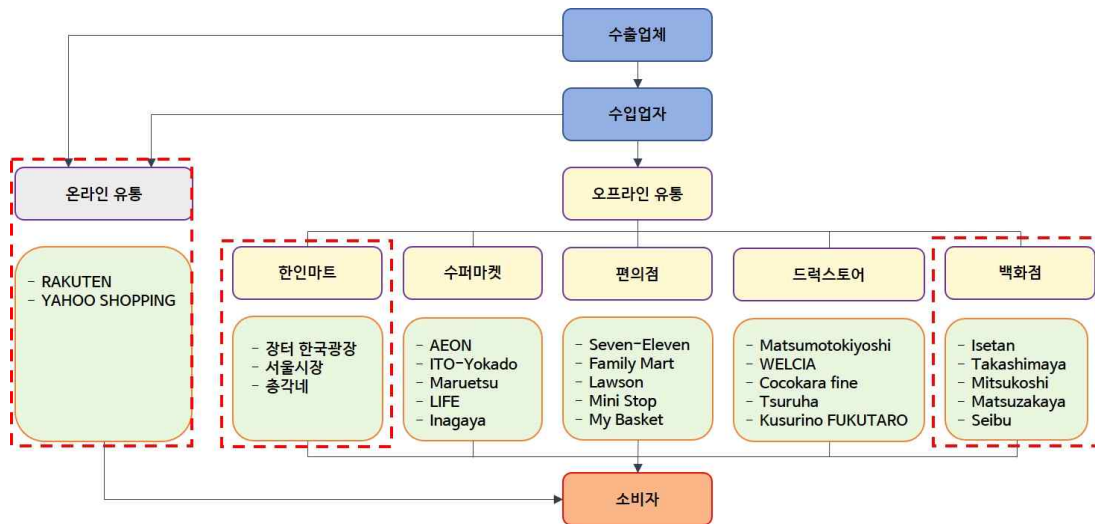 수출업체
수입업자
온라인 유통
오프라인 유통
- RAKUTEN
- YAHOO SHOPPING
한인마트
수퍼마켓
편의점
드럭스토어
백화점
- 장터 한국광장
- 서울시장
- 총각네
- AEON
- ITO-Yokado
- Maruetsu
- LIFE
- Inagaya
- Seven-Eleven
- Family Mart
- Lawson
- Mini Stop
- My Basket
- Matsumotokiyoshi
- WELCIA
- Cocokara fine
- Tsuruha
- Kusurino FUKUTARO
- Isetan
- Takashimaya
- Mitsukoshi
- Matsuzakaya
- Seibu
소비자